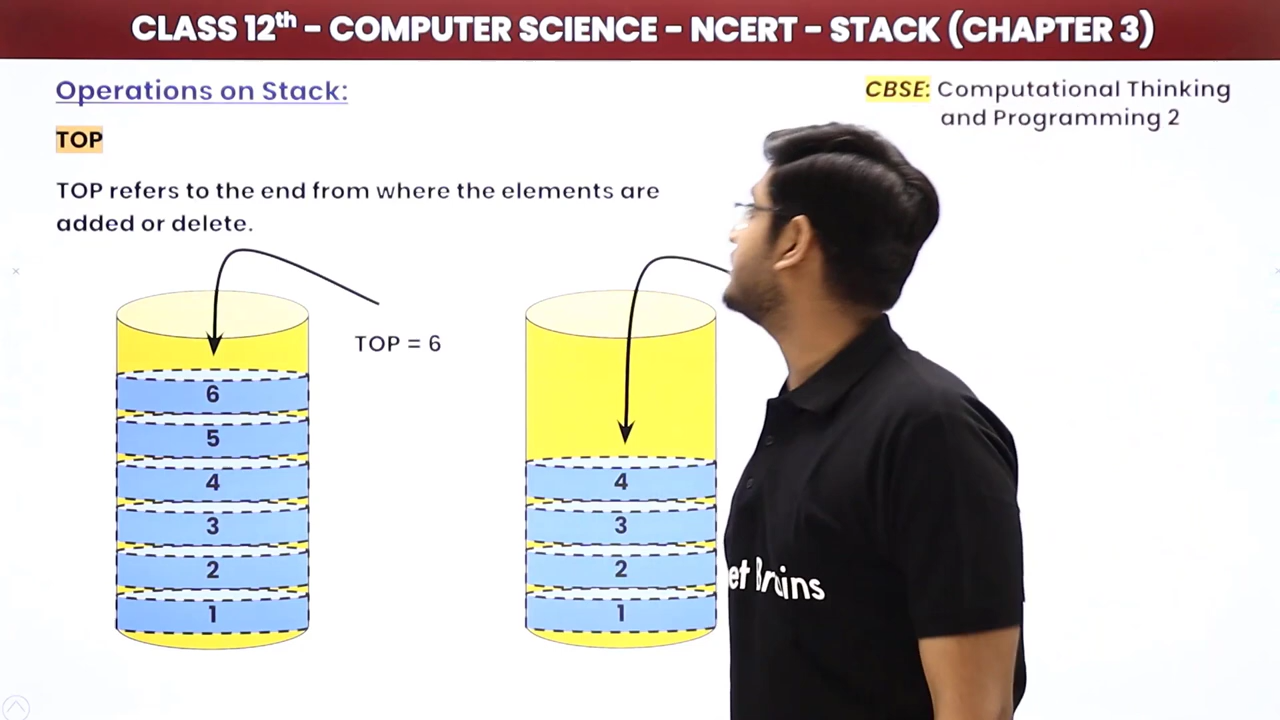 CLASS 12th – COMPUTER SCIENCE – NCERT – STACK (CHAPTER 3)
Operations on Stack:
CBSE: Computational Thinking
and Programming 2
TOP
TOP refers to the end from where the elements are
added or delete.
TOP = 6
6
5
4
3
2
1
4
3
2
1
et Brains